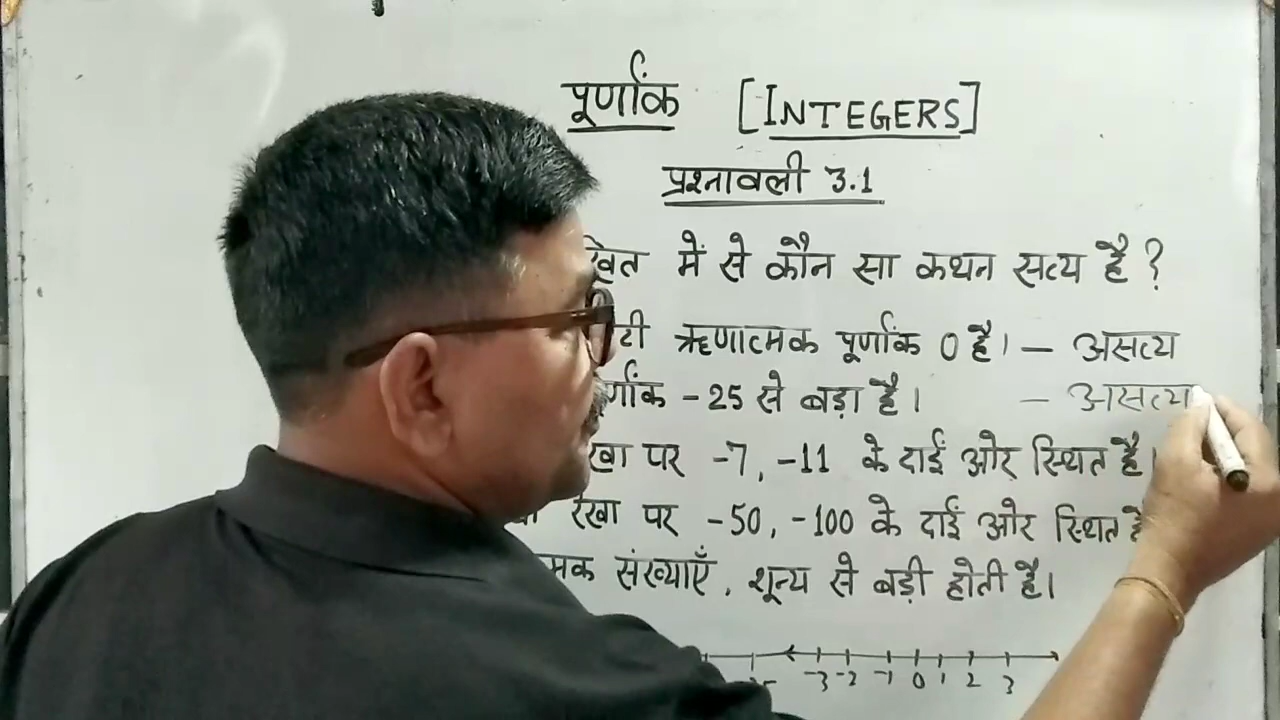 पूर्णांक [INTEGERS]
प्रश्नावली 3.1
में से कौन सा कथन सत्य है ?
ऋणात्मक पूर्णांक 0 है। — असत्य
-25 से बड़ा है। - असत्य
पर -7, -11 के दाईं ओर स्थित है।
रेखा पर -50, -100 के दाईं ओर स्थित है
संख्याएँ, शून्य से बड़ी होती है।
-3 -2 -1 0 1 2 3